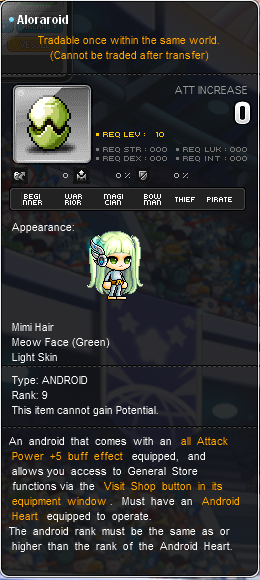 Aloraroid
Tradable once within the same world.
(Cannot be traded after transfer)
ATT INCREASE
0
REQ LEV : 10
REQ STR : 000 REQ LUK : 000
REQ DEX : 000 REQ INT : 000
0 0 % 0 %
BEGINNER WARRIOR MAGICIAN BOWMAN THIEF PIRATE
Appearance:
Mimi Hair
Meow Face (Green)
Light Skin
Type: ANDROID
Rank: 9
This item cannot gain Potential.
An android that comes with an all Attack
Power +5 buff effect equipped, and
allows you access to General Store
functions via the Visit Shop button in its
equipment window. Must have an Android
Heart equipped to operate.
The android rank must be the same as or
higher than the rank of the Android Heart.